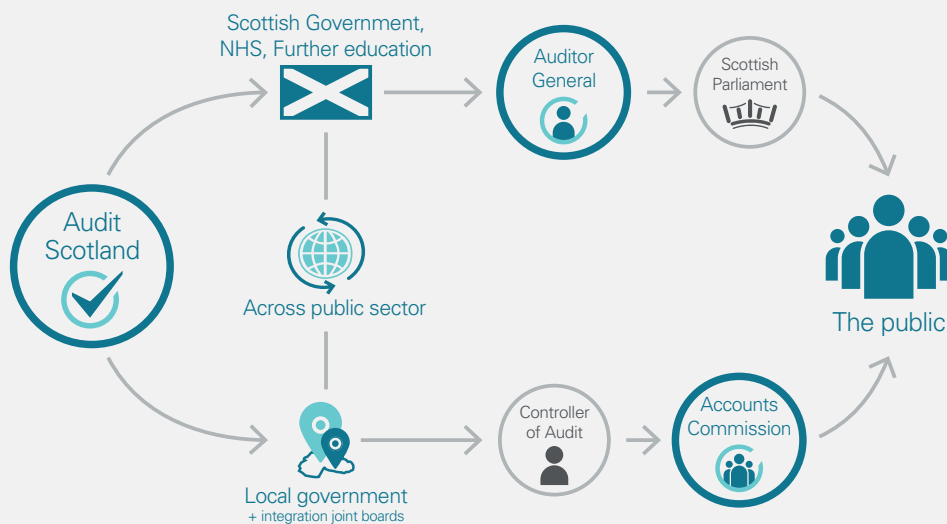 Scottish Government,
NHS, Further education
Auditor
General
Scottish
Parliament
Audit
Scotland
Across public sector
The public
Controller
of Audit
Accounts
Commission
Local government
+ integration joint boards